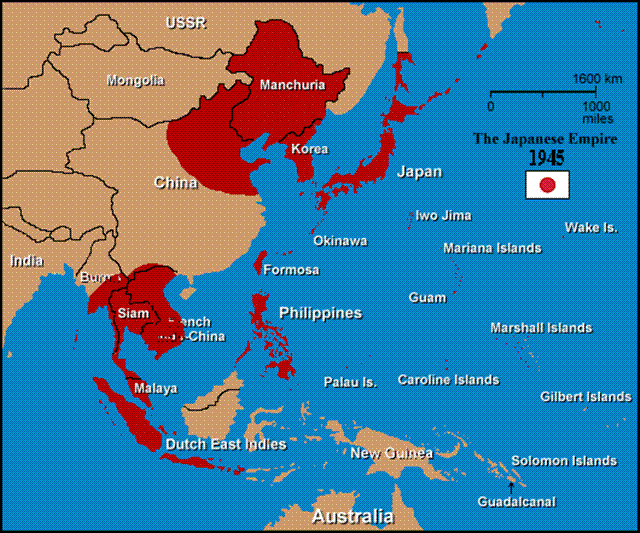 USSR
Mongolia
Manchuria
1600 km
0
1000
miles
The Japanese Empire
1945
Korea
Japan
China
Iwo Jima
Wake Is.
Okinawa
Mariana Islands
India
Formosa
Guam
Siam
Philippines
Marshall Islands
Malaya
Palau Is.
Caroline Islands
Gilbert Islands
Dutch East Indies
New Guinea
Solomon Islands
Guadalcanal
Australia